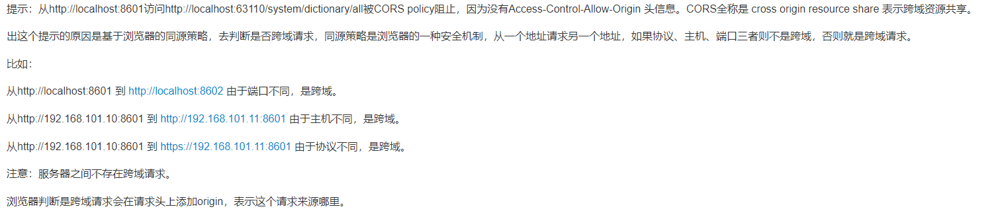 提示：从http://localhost:8601访问http://localhost:63110/system/dictionary/all被CORS policy阻止，因为没有Access-Control-Allow-Origin 头信息。CORS全称是 cross origin resource share 表示跨域资源共享。
出这个提示的原因是基于浏览器的同源策略，去判断是否跨域请求，同源策略是浏览器的一种安全机制，从一个地址请求另一个地址，如果协议、主机、端口三者则不是跨域，否则就是跨域请求。
比如：
从http://localhost:8601 到 http://localhost:8602 由于端口不同，是跨域。
从http://192.168.101.10:8601 到 http://192.168.101.11:8601 由于主机不同，是跨域。
从http://192.168.101.10:8601 到 https://192.168.101.11:8601 由于协议不同，是跨域。
注意：服务器之间不存在跨域请求。
浏览器判断是跨域请求会在请求头上添加origin，表示这个请求来源哪里。